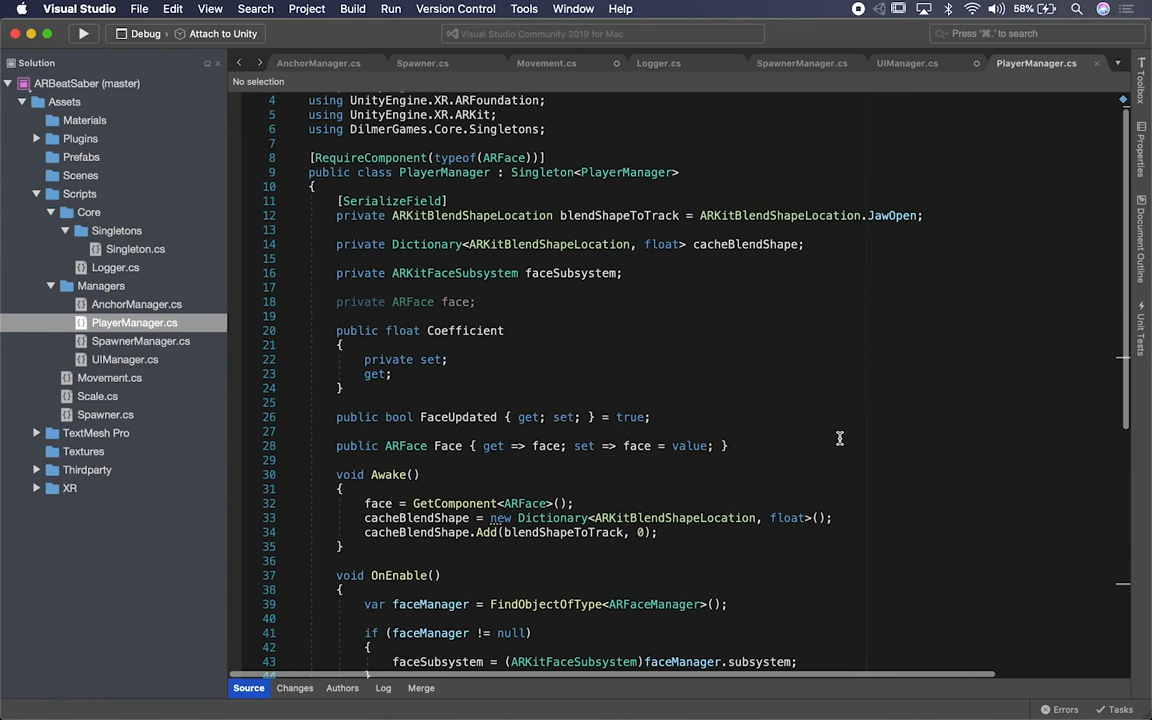 Visual Studio File Edit View Search Project Build Run Version Control Tools Window Help 58%
Debug Attach to Unity Visual Studio Community 2019 for Mac Press '⌘.' to search
Solution AnchorManager.cs Spawner.cs Movement.cs Logger.cs SpawnerManager.cs UIManager.cs PlayerManager.cs
No selection
ARBeatSaber (master)
Assets
Materials
Plugins
Prefabs
Scenes
Scripts
Core
Singletons
Singleton.cs
Logger.cs
Managers
AnchorManager.cs
PlayerManager.cs
SpawnerManager.cs
UIManager.cs
Movement.cs
Scale.cs
Spawner.cs
TextMesh Pro
Textures
Thirdparty
XR
4 using UnityEngine.XR.ARFoundation;
5 using UnityEngine.XR.ARKit;
6 using DilmerGames.Core.Singletons;
7
8 [RequireComponent(typeof(ARFace))]
9 public class PlayerManager : Singleton<PlayerManager>
10 {
11 [SerializeField]
12 private ARKitBlendShapeLocation blendShapeToTrack = ARKitBlendShapeLocation.JawOpen;
13
14 private Dictionary<ARKitBlendShapeLocation, float> cacheBlendShape;
15
16 private ARKitFaceSubsystem faceSubsystem;
17
18 private ARFace face;
19
20 public float Coefficient
21 {
22 private set;
23 get;
24 }
25
26 public bool FaceUpdated { get; set; } = true;
27
28 public ARFace Face { get => face; set => face = value; }
29
30 void Awake()
31 {
32 face = GetComponent<ARFace>();
33 cacheBlendShape = new Dictionary<ARKitBlendShapeLocation, float>();
34 cacheBlendShape.Add(blendShapeToTrack, 0);
35 }
36
37 void OnEnable()
38 {
39 var faceManager = FindObjectOfType<ARFaceManager>();
40
41 if (faceManager != null)
42 {
43 faceSubsystem = (ARKitFaceSubsystem)faceManager.subsystem;
44 }
Toolbox
Properties
Document Outline
Unit Tests
Source Changes Authors Log Merge
Errors Tasks